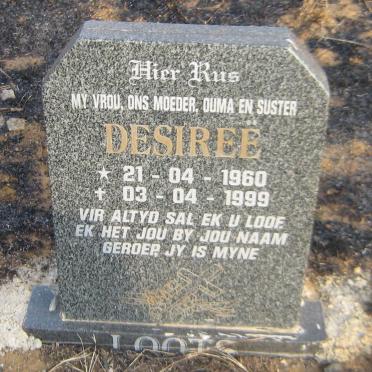 Hier Rus
MY VROU, ONS MOEDER, OUMA EN SUSTER
DESIREË
★ 21 - 04 - 1960
✝ 03 - 04 - 1999
VIR ALTYD SAL EK U LOOF
EK HET JOU BY JOU NAAM
GEROEP JY IS MYNE
LOOTS